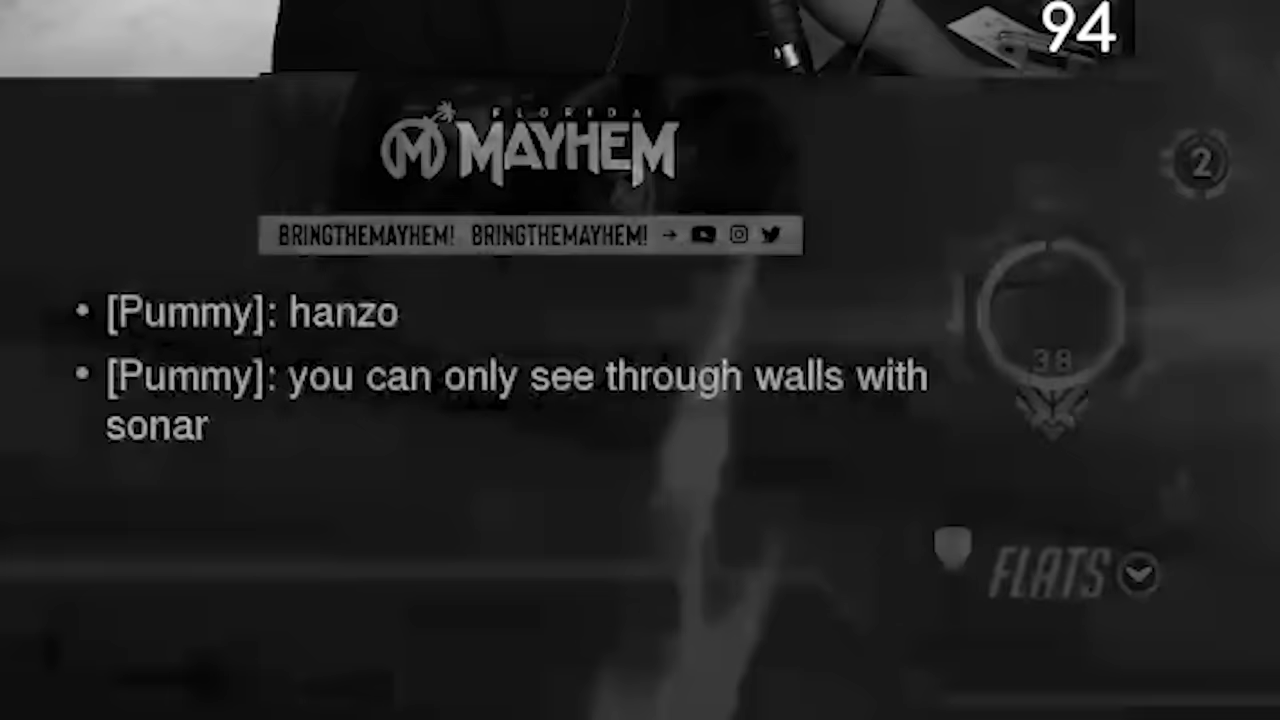 94
FLORIDA
MAYHEM
2
BRINGTHEMAYHEM! BRINGTHEMAYHEM!
• [Pummy]: hanzo
38
• [Pummy]: you can only see through walls with
sonar
FLATS